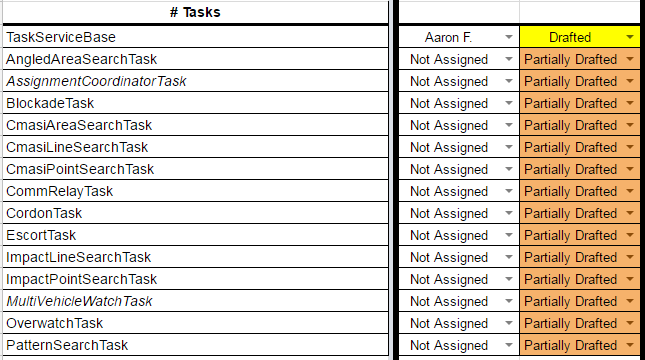 # Tasks
TaskServiceBase Aaron F. Drafted
AngledAreaSearchTask Not Assigned Partially Drafted
AssignmentCoordinatorTask Not Assigned Partially Drafted
BlockadeTask Not Assigned Partially Drafted
CmasiAreaSearchTask Not Assigned Partially Drafted
CmasiLineSearchTask Not Assigned Partially Drafted
CmasiPointSearchTask Not Assigned Partially Drafted
CommRelayTask Not Assigned Partially Drafted
CordonTask Not Assigned Partially Drafted
EscortTask Not Assigned Partially Drafted
ImpactLineSearchTask Not Assigned Partially Drafted
ImpactPointSearchTask Not Assigned Partially Drafted
MultiVehicleWatchTask Not Assigned Partially Drafted
OverwatchTask Not Assigned Partially Drafted
PatternSearchTask Not Assigned Partially Drafted